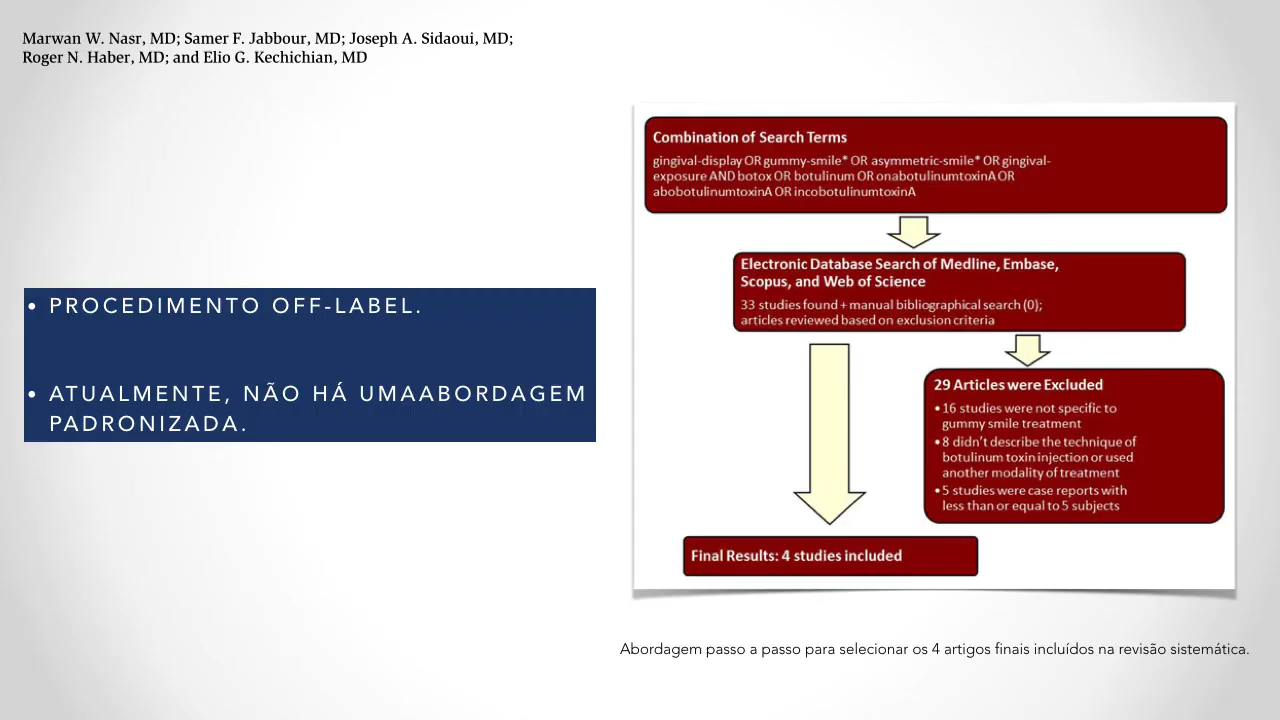 Marwan W. Nasr, MD; Samer F. Jabbour, MD; Joseph A. Sidaoui, MD;
Roger N. Haber, MD; and Elio G. Kechichian, MD
• PROCEDIMENTO OFF-LABEL.
• ATUALMENTE, NÃO HÁ UMAABORDAGEM
PADRONIZADA.
Combination of Search Terms
gingival-display OR gummy-smile* OR asymmetric-smile* OR gingival-
exposure AND botox OR botulinum OR onabotulinumtoxinA OR
abobotulinumtoxinA OR incobotulinumtoxinA
Electronic Database Search of Medline, Embase,
Scopus, and Web of Science
33 studies found + manual bibliographical search (0);
articles reviewed based on exclusion criteria
29 Articles were Excluded
• 16 studies were not specific to
gummy smile treatment
• 8 didn't describe the technique of
botulinum toxin injection or used
another modality of treatment
• 5 studies were case reports with
less than or equal to 5 subjects
Final Results: 4 studies included
Abordagem passo a passo para selecionar os 4 artigos finais incluídos na revisão sistemática.